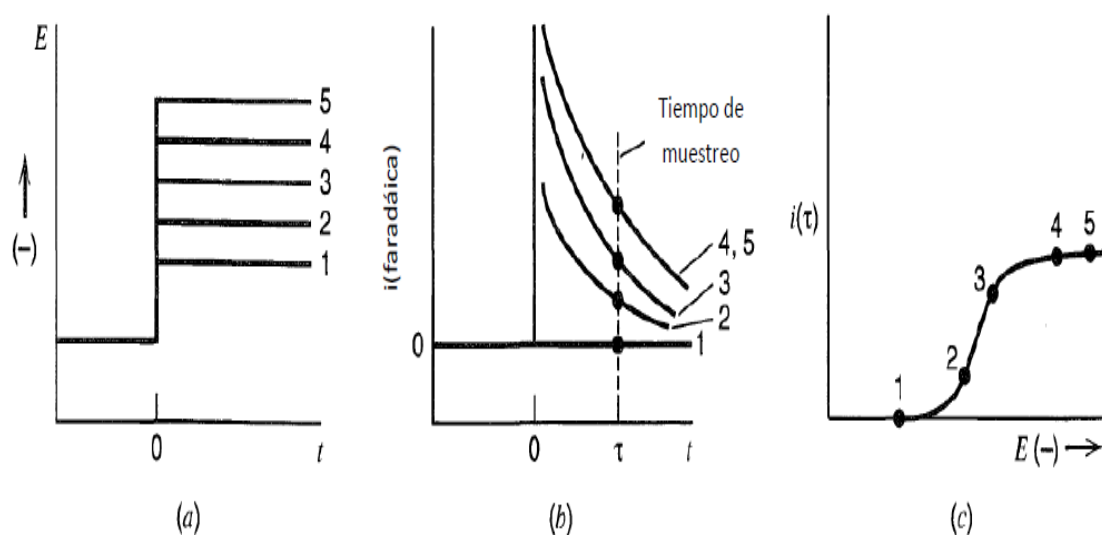 E
(–)
5
4
3
2
1
0
t
(a)
i(faradáica)
Tiempo de
muestreo
4, 5
3
2
1
0
0
τ
t
(b)
i(τ)
1
2
3
4
5
E (–)
(c)